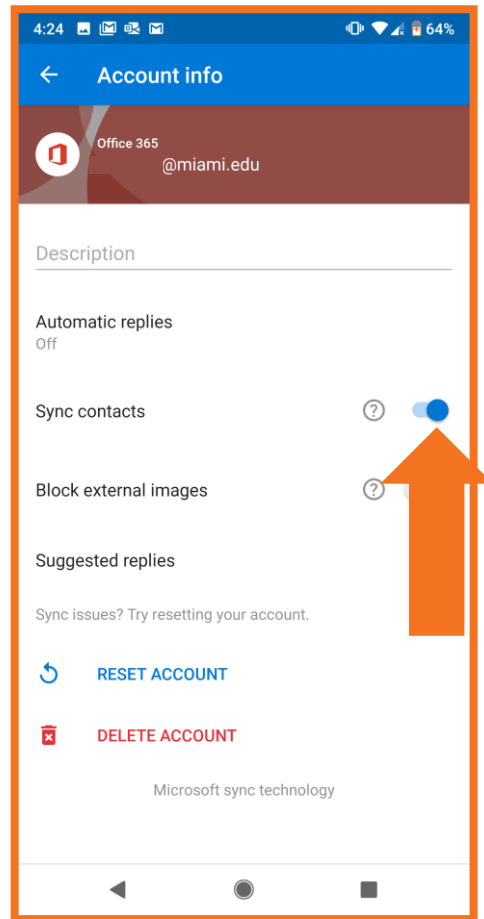 4:24 64%
Account info
Office 365
@miami.edu
Description
Automatic replies
Off
Sync contacts ?
Block external images ?
Suggested replies
Sync issues? Try resetting your account.
RESET ACCOUNT
DELETE ACCOUNT
Microsoft sync technology